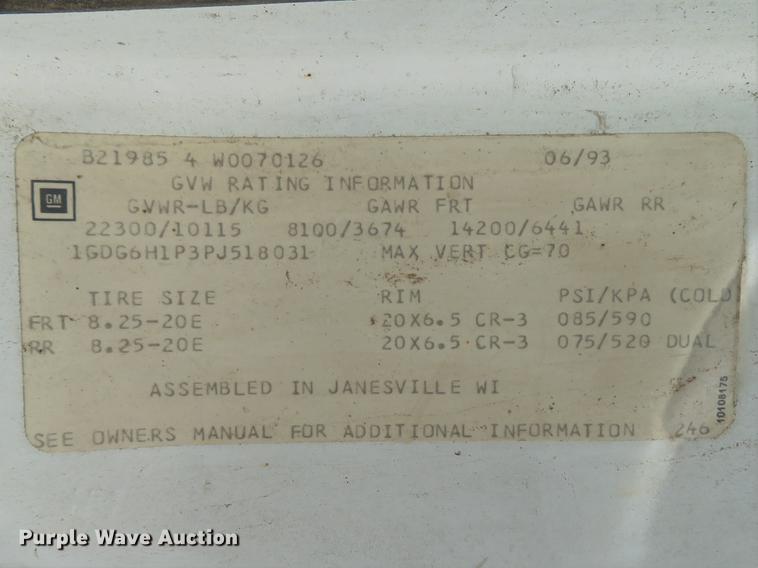 B21985 4 W0070126 06/93
GVW RATING INFORMATION
GM
GVWR-LB/KG GAWR FRT GAWR RR
22300/10115 8100/3674 14200/6441
1GDG6H1P3PJ518031 MAX VERT CG=70
TIRE SIZE RIM PSI/KPA (COLD
FRT 8.25-20E 20X6.5 CR-3 085/590
RR 8.25-20E 20X6.5 CR-3 075/520 DUAL
ASSEMBLED IN JANESVILLE WI
10108175
SEE OWNERS MANUAL FOR ADDITIONAL INFORMATION 246
Purple Wave Auction